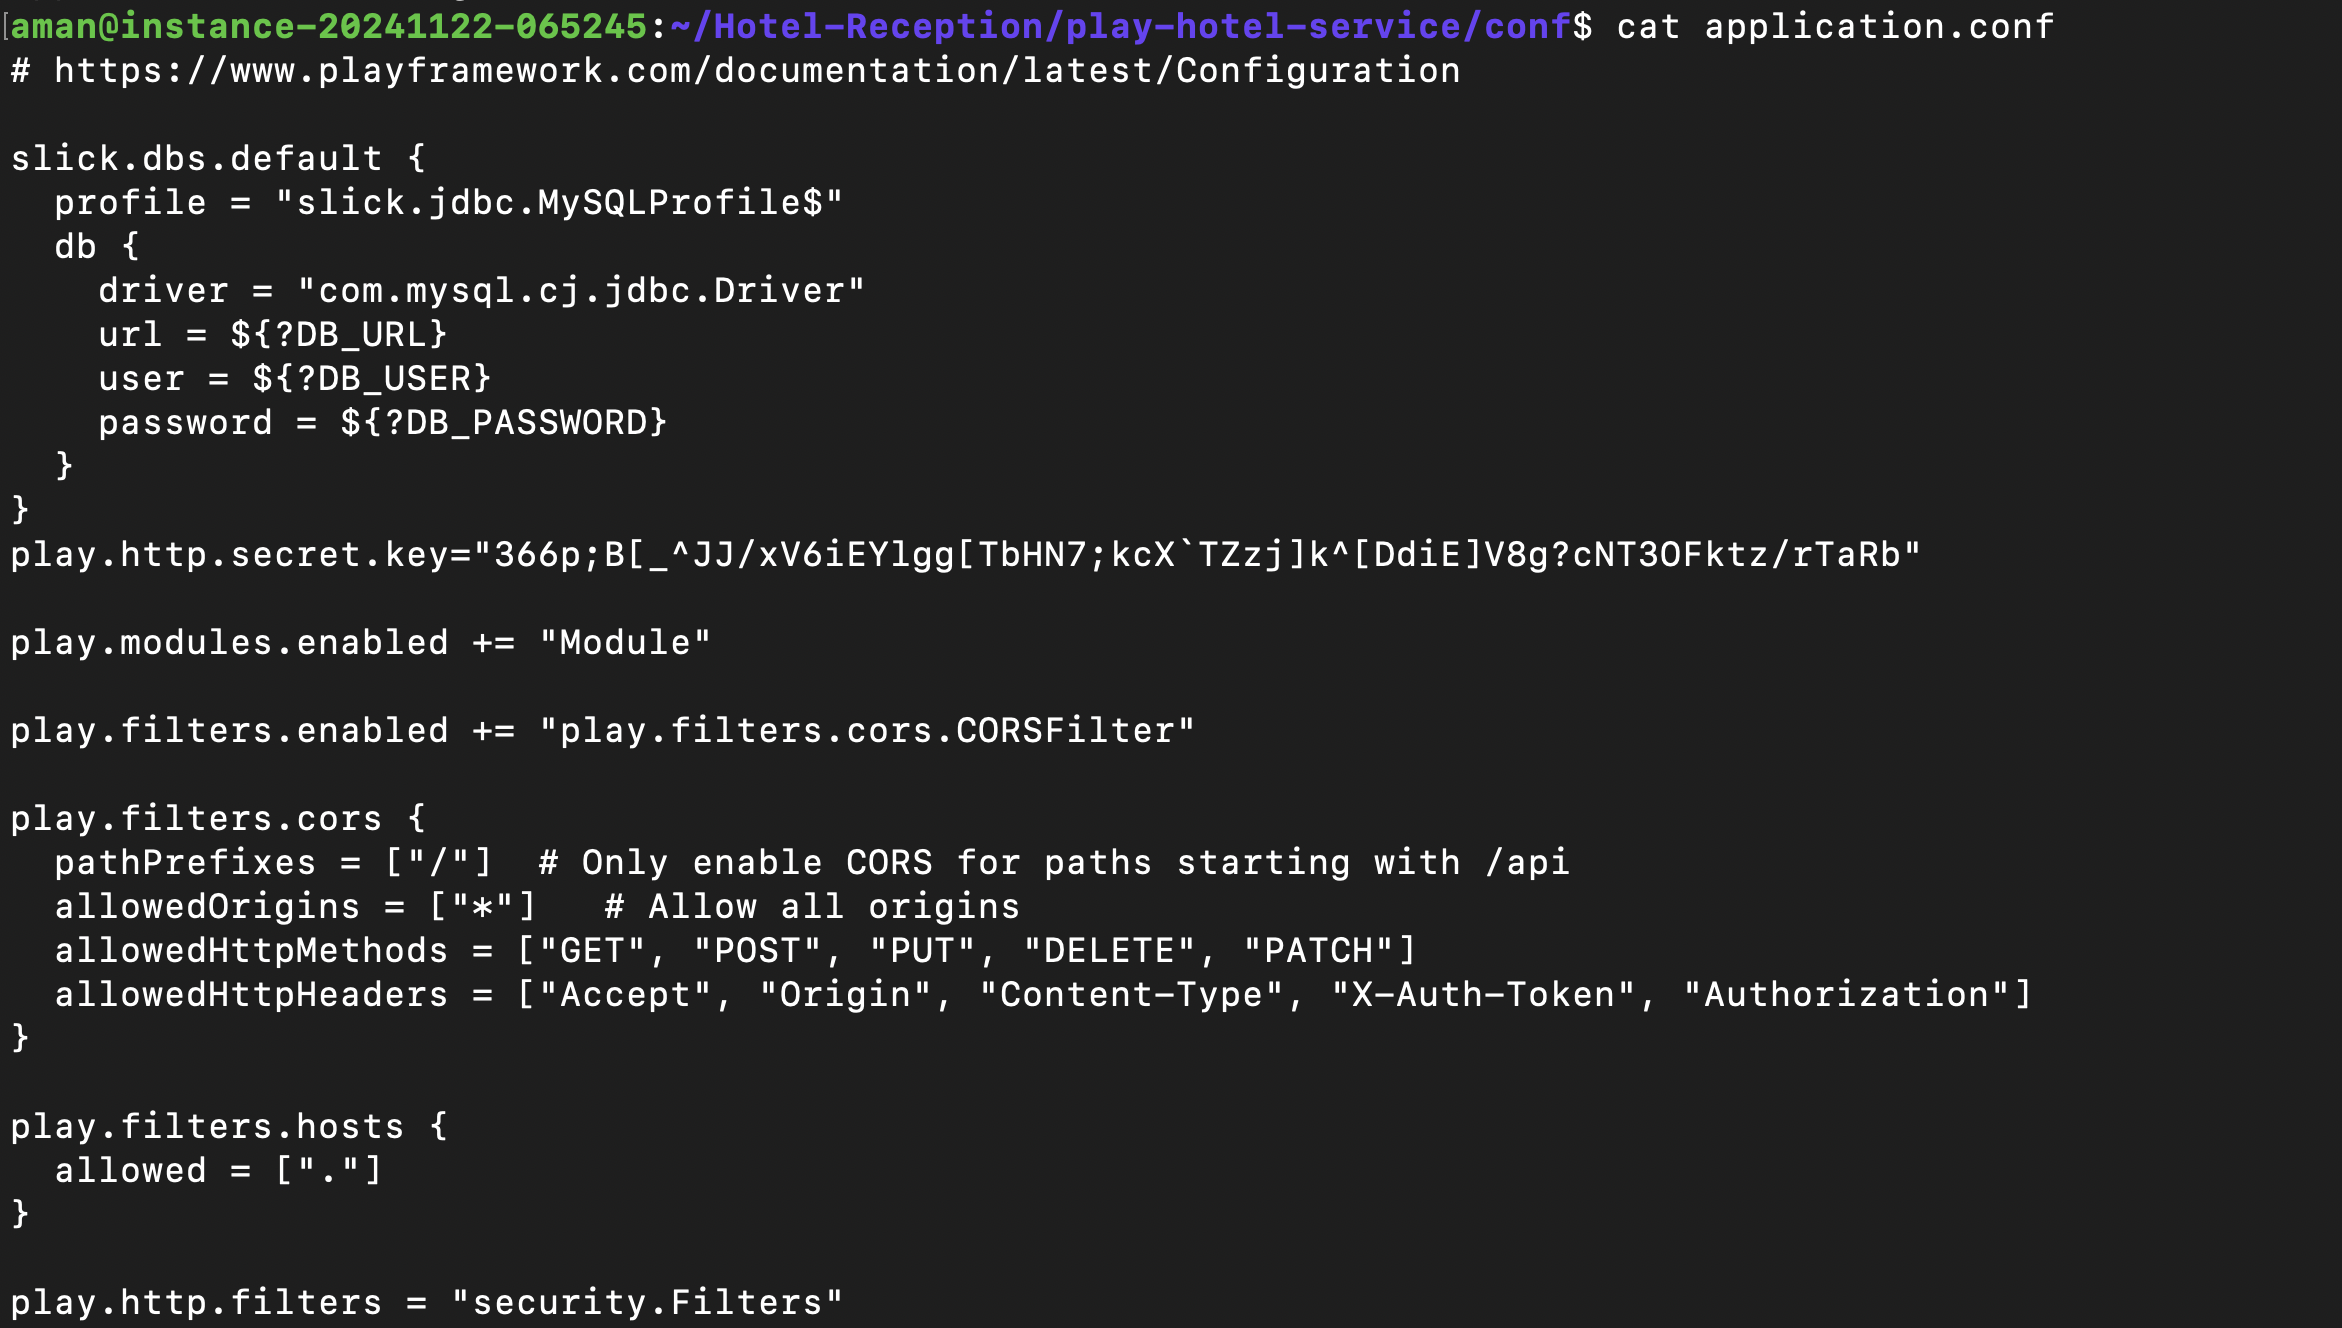 aman@instance-20241122-065245:~/Hotel-Reception/play-hotel-service/conf$ cat application.conf
# https://www.playframework.com/documentation/latest/Configuration

slick.dbs.default {
  profile = "slick.jdbc.MySQLProfile$"
  db {
    driver = "com.mysql.cj.jdbc.Driver"
    url = ${?DB_URL}
    user = ${?DB_USER}
    password = ${?DB_PASSWORD}
  }
}
play.http.secret.key="366p;B[_^JJ/xV6iEYlgg[TbHN7;kcX`TZzj]k^[DdiE]V8g?cNT3OFktz/rTaRb"

play.modules.enabled += "Module"

play.filters.enabled += "play.filters.cors.CORSFilter"

play.filters.cors {
  pathPrefixes = ["/"]  # Only enable CORS for paths starting with /api
  allowedOrigins = ["*"]   # Allow all origins
  allowedHttpMethods = ["GET", "POST", "PUT", "DELETE", "PATCH"]
  allowedHttpHeaders = ["Accept", "Origin", "Content-Type", "X-Auth-Token", "Authorization"]
}

play.filters.hosts {
  allowed = ["."]
}

play.http.filters = "security.Filters"